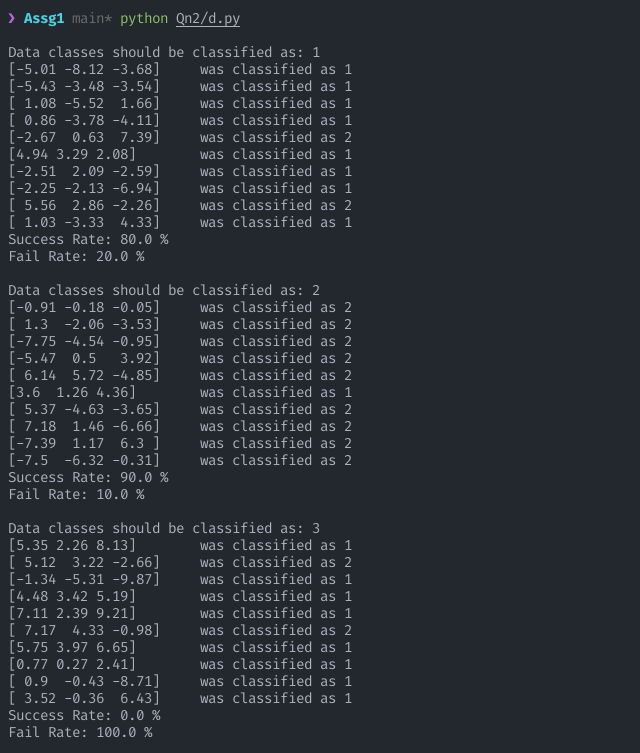 ❯ Assg1 main* python Qn2/d.py
Data classes should be classified as: 1
[-5.01 -8.12 -3.68]     was classified as 1
[-5.43 -3.48 -3.54]     was classified as 1
[ 1.08 -5.52  1.66]     was classified as 1
[ 0.86 -3.78 -4.11]     was classified as 1
[-2.67  0.63  7.39]     was classified as 2
[4.94 3.29 2.08]        was classified as 1
[-2.51  2.09 -2.59]     was classified as 1
[-2.25 -2.13 -6.94]     was classified as 1
[ 5.56  2.86 -2.26]     was classified as 2
[ 1.03 -3.33  4.33]     was classified as 1
Success Rate: 80.0 %
Fail Rate: 20.0 %
Data classes should be classified as: 2
[-0.91 -0.18 -0.05]     was classified as 2
[ 1.3  -2.06 -3.53]     was classified as 2
[-7.75 -4.54 -0.95]     was classified as 2
[-5.47  0.5   3.92]     was classified as 2
[ 6.14  5.72 -4.85]     was classified as 2
[3.6  1.26 4.36]        was classified as 1
[ 5.37 -4.63 -3.65]     was classified as 2
[ 7.18  1.46 -6.66]     was classified as 2
[-7.39  1.17  6.3 ]     was classified as 2
[-7.5  -6.32 -0.31]     was classified as 2
Success Rate: 90.0 %
Fail Rate: 10.0 %
Data classes should be classified as: 3
[5.35 2.26 8.13]        was classified as 1
[ 5.12  3.22 -2.66]     was classified as 2
[-1.34 -5.31 -9.87]     was classified as 1
[4.48 3.42 5.19]        was classified as 1
[7.11 2.39 9.21]        was classified as 1
[ 7.17  4.33 -0.98]     was classified as 2
[5.75 3.97 6.65]        was classified as 1
[0.77 0.27 2.41]        was classified as 1
[ 0.9  -0.43 -8.71]     was classified as 1
[ 3.52 -0.36  6.43]     was classified as 1
Success Rate: 0.0 %
Fail Rate: 100.0 %